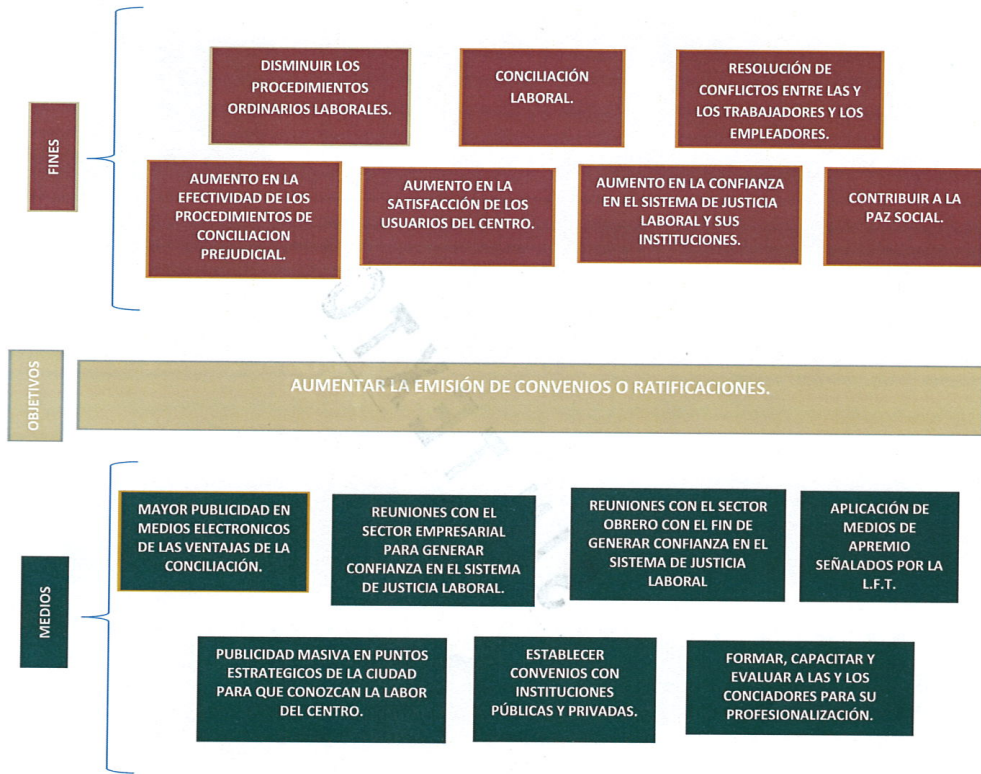 FINES
DISMINUIR LOS
PROCEDIMIENTOS
ORDINARIOS LABORALES.
CONCILIACIÓN
LABORAL.
RESOLUCIÓN DE
CONFLICTOS ENTRE LAS Y
LOS TRABAJADORES Y LOS
EMPLEADORES.
AUMENTO EN LA
EFECTIVIDAD DE LOS
PROCEDIMIENTOS DE
CONCILIACION
PREJUDICIAL.
AUMENTO EN LA
SATISFACCIÓN DE LOS
USUARIOS DEL CENTRO.
AUMENTO EN LA CONFIANZA
EN EL SISTEMA DE JUSTICIA
LABORAL Y SUS
INSTITUCIONES.
CONTRIBUIR A LA
PAZ SOCIAL.
OBJETIVOS
AUMENTAR LA EMISIÓN DE CONVENIOS O RATIFICACIONES.
MEDIOS
MAYOR PUBLICIDAD EN
MEDIOS ELECTRONICOS
DE LAS VENTAJAS DE LA
CONCILIACIÓN.
REUNIONES CON EL
SECTOR EMPRESARIAL
PARA GENERAR
CONFIANZA EN EL SISTEMA
DE JUSTICIA LABORAL.
REUNIONES CON EL SECTOR
OBRERO CON EL FIN DE
GENERAR CONFIANZA EN EL
SISTEMA DE JUSTICIA
LABORAL
APLICACIÓN DE
MEDIOS DE
APREMIO
SEÑALADOS POR LA
L.F.T.
PUBLICIDAD MASIVA EN PUNTOS
ESTRATEGICOS DE LA CIUDAD
PARA QUE CONOZCAN LA LABOR
DEL CENTRO.
ESTABLECER
CONVENIOS CON
INSTITUCIONES
PÚBLICAS Y PRIVADAS.
FORMAR, CAPACITAR Y
EVALUAR A LAS Y LOS
CONCIADORES PARA SU
PROFESIONALIZACIÓN.